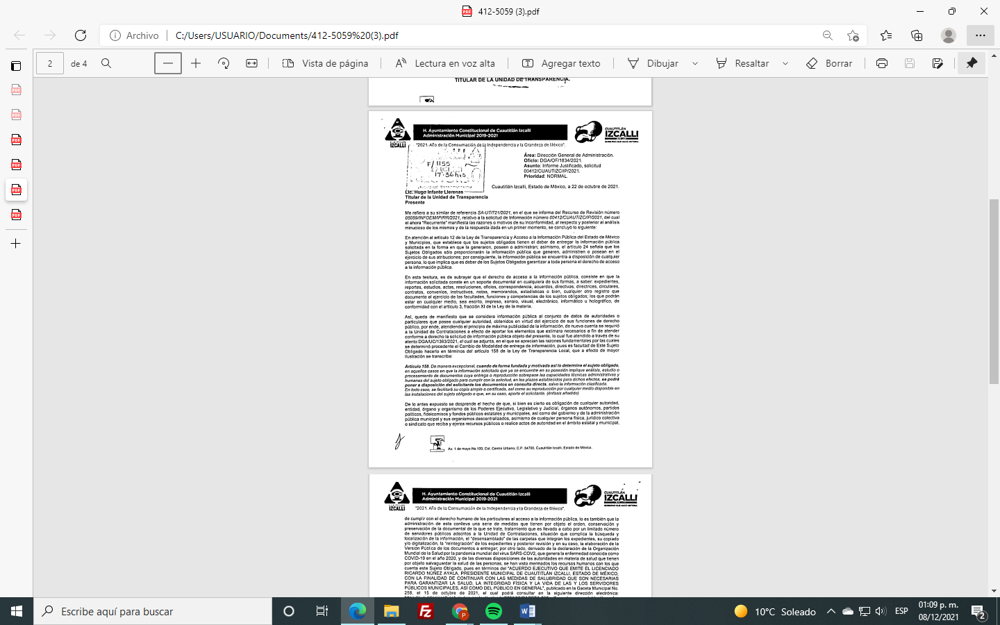 412-5059 (3).pdf
Archivo C:/Users/USUARIO/Documents/412-5059%20(3).pdf
2 de 4 Vista de página Lectura en voz alta Agregar texto Dibujar Resaltar Borrar
TITULAR DE LA UNIDAD DE TRANSPARENCIA.
H. Ayuntamiento Constitucional de Cuautitlán Izcalli
Administración Municipal 2019-2021
CUAUTITLÁN
IZCALLI
IZCALLI
"2021. Año de la Consumación de la Independencia y la Grandeza de México".
F/1155
17:36hrs
Área: Dirección General de Administración.
Oficio: DGA/OF/1834/2021.
Asunto: Informe Justificado, solicitud
00412/CUAUTIZC/IP/2021.
Prioridad: NORMAL.
Cuautitlán Izcalli, Estado de México, a 22 de octubre de 2021.
Lic. Hugo Infante Llerenas
Titular de la Unidad de Transparencia
Presente
Me refiero a su similar de referencia SA-UT/721/2021, en el que se informa del Recurso de Revisión número
05059/INFOEM/IP/RR/2021, relativo a la solicitud de Información número 00412/CUAUTIZC/IP/2021, del cual
el ahora "Recurrente" manifiesta las razones o motivos de su inconformidad, al respecto y posterior al análisis
minucioso de los mismos y de la respuesta dada en un primer momento, se concluyó lo siguiente:
En atención al artículo 12 de la Ley de Transparencia y Acceso a la Información Pública del Estado de México
y Municipios, que establece que los sujetos obligados tienen el deber de entregar la información pública
solicitada en la forma en que la generaron, poseen o administran; asimismo, el artículo 24 señala que los
Sujetos Obligados sólo proporcionarán la información pública que generen, administren o posean en el
ejercicio de sus atribuciones; por consiguiente, la información pública se encuentra a disposición de cualquier
persona, lo que implica que es deber de los Sujetos Obligados garantizar a toda persona el derecho de acceso
a la información pública.
En esta tesitura, es de subrayar que el derecho de acceso a la información pública, consiste en que la
información solicitada conste en un soporte documental en cualquiera de sus formas, a saber: expedientes,
reportes, estudios, actas, resoluciones, oficios, correspondencia, acuerdos, directivas, directrices, circulares,
contratos, convenios, instructivos, notas, memorandos, estadísticas o bien, cualquier otro registro que
documente el ejercicio de las facultades, funciones y competencias de los sujetos obligados; los que podrán
estar en cualquier medio, sea escrito, impreso, sonoro, visual, electrónico, informático u holográfico, de
conformidad con el artículo 3, fracción XI de la Ley de la materia.
Así, queda de manifiesto que se considera información pública al conjunto de datos de autoridades o
particulares que posee cualquier autoridad, obtenidos en virtud del ejercicio de sus funciones de derecho
público, por ende, atendiendo el principio de máxima publicidad de la información, de nueva cuenta se requirió
a la Unidad de Contrataciones a efecto de aportar los elementos que estimara necesarios a fin de atender
conforme a derecho la solicitud de información pública objeto del presente, lo cual fue atendido a través de su
atento DGA/UC/1363/2021, el cual se adjunta, en el que se aprecian las razones fundamentales por las cuales
se determinó procedente el Cambio de Modalidad de entrega de información, pues es facultad de Este Sujeto
Obligado hacerlo en términos del artículo 158 de la Ley de Transparencia Local, que a efecto de mayor
ilustración se transcribe:
Artículo 158. De manera excepcional, cuando de forma fundada y motivada así lo determine el sujeto obligado,
en aquellos casos en que la información solicitada que ya se encuentre en su posesión implique análisis, estudio o
procesamiento de documentos cuya entrega o reproducción sobrepase las capacidades técnicas administrativas y
humanas del sujeto obligado para cumplir con la solicitud, en los plazos establecidos para dichos efectos, se podrá
poner a disposición del solicitante los documentos en consulta directa, salvo la información clasificada.
En todo caso, se facilitará su copia simple o certificada, así como su reproducción por cualquier medio disponible en
las instalaciones del sujeto obligado o que, en su caso, aporte el solicitante. (énfasis añadido)
De lo antes expuesto se desprende el hecho de que, si bien es cierto es obligación de cualquier autoridad,
entidad, órgano y organismo de los Poderes Ejecutivo, Legislativo y Judicial, órganos autónomos, partidos
políticos, fideicomisos y fondos públicos estatales y municipales, así como del gobierno y de la administración
pública municipal y sus organismos descentralizados, asimismo de cualquier persona física, jurídico colectiva
o sindicato que reciba y ejerza recursos públicos o realice actos de autoridad en el ámbito estatal y municipal,
Av. 1 de mayo No.100, Col. Centro Urbano, C.P. 54700, Cuautitlán Izcalli, Estado de México.
H. Ayuntamiento Constitucional de Cuautitlán Izcalli
Administración Municipal 2019-2021
CUAUTITLÁN
IZCALLI
IZCALLI
"2021. Año de la Consumación de la Independencia y la Grandeza de México".
de cumplir con el derecho humano de los particulares al acceso a la información pública, lo es también que la
administración de esta conlleva una serie de medidas que tienen por objeto el orden, conservación y
preservación de la documental de la que se trate, tratamiento que es llevado a cabo por un limitado número
de servidores públicos adscritos a la Unidad de Contrataciones, situación que complica la búsqueda y
localización de la información, el "desensamblado" de las carpetas que integran los expedientes, su copiado
y/o digitalización, la "reintegración" de los expedientes y posterior revisión y en su caso, la elaboración de la
Versión Pública de los documentos a entregar; por otro lado, derivado de la declaración de la Organización
Mundial de la Salud por la pandemia mundial del virus SARS-COV2, que genera la enfermedad conocida como
COVID-19 en el año 2020, y de las diversas disposiciones de las autoridades en materia de salud que tienen
por objeto salvaguardar la salud de las personas, se han visto mermados los recursos humanos con los que
cuenta este Sujeto Obligado, pues en términos del "ACUERDO EJECUTIVO QUE EMITE EL LICENCIADO
RICARDO NÚÑEZ AYALA, PRESIDENTE MUNICIPAL DE CUAUTITLÁN IZCALLI, ESTADO DE MÉXICO,
CON LA FINALIDAD DE CONTINUAR CON LAS MEDIDAS DE SALUBRIDAD QUE SON NECESARIAS
PARA GARANTIZAR LA SALUD, LA INTEGRIDAD FÍSICA Y LA VIDA DE LAS Y LOS SERVIDORES
PÚBLICOS MUNICIPALES, ASÍ COMO DEL PÚBLICO EN GENERAL", publicado en la Gaceta Municipal No.
258, el 15 de octubre de 2021, el cual podrá consultar en la siguiente dirección electrónica:
Escribe aquí para buscar
10°C Soleado
ESP
01:09 p. m.
08/12/2021
2